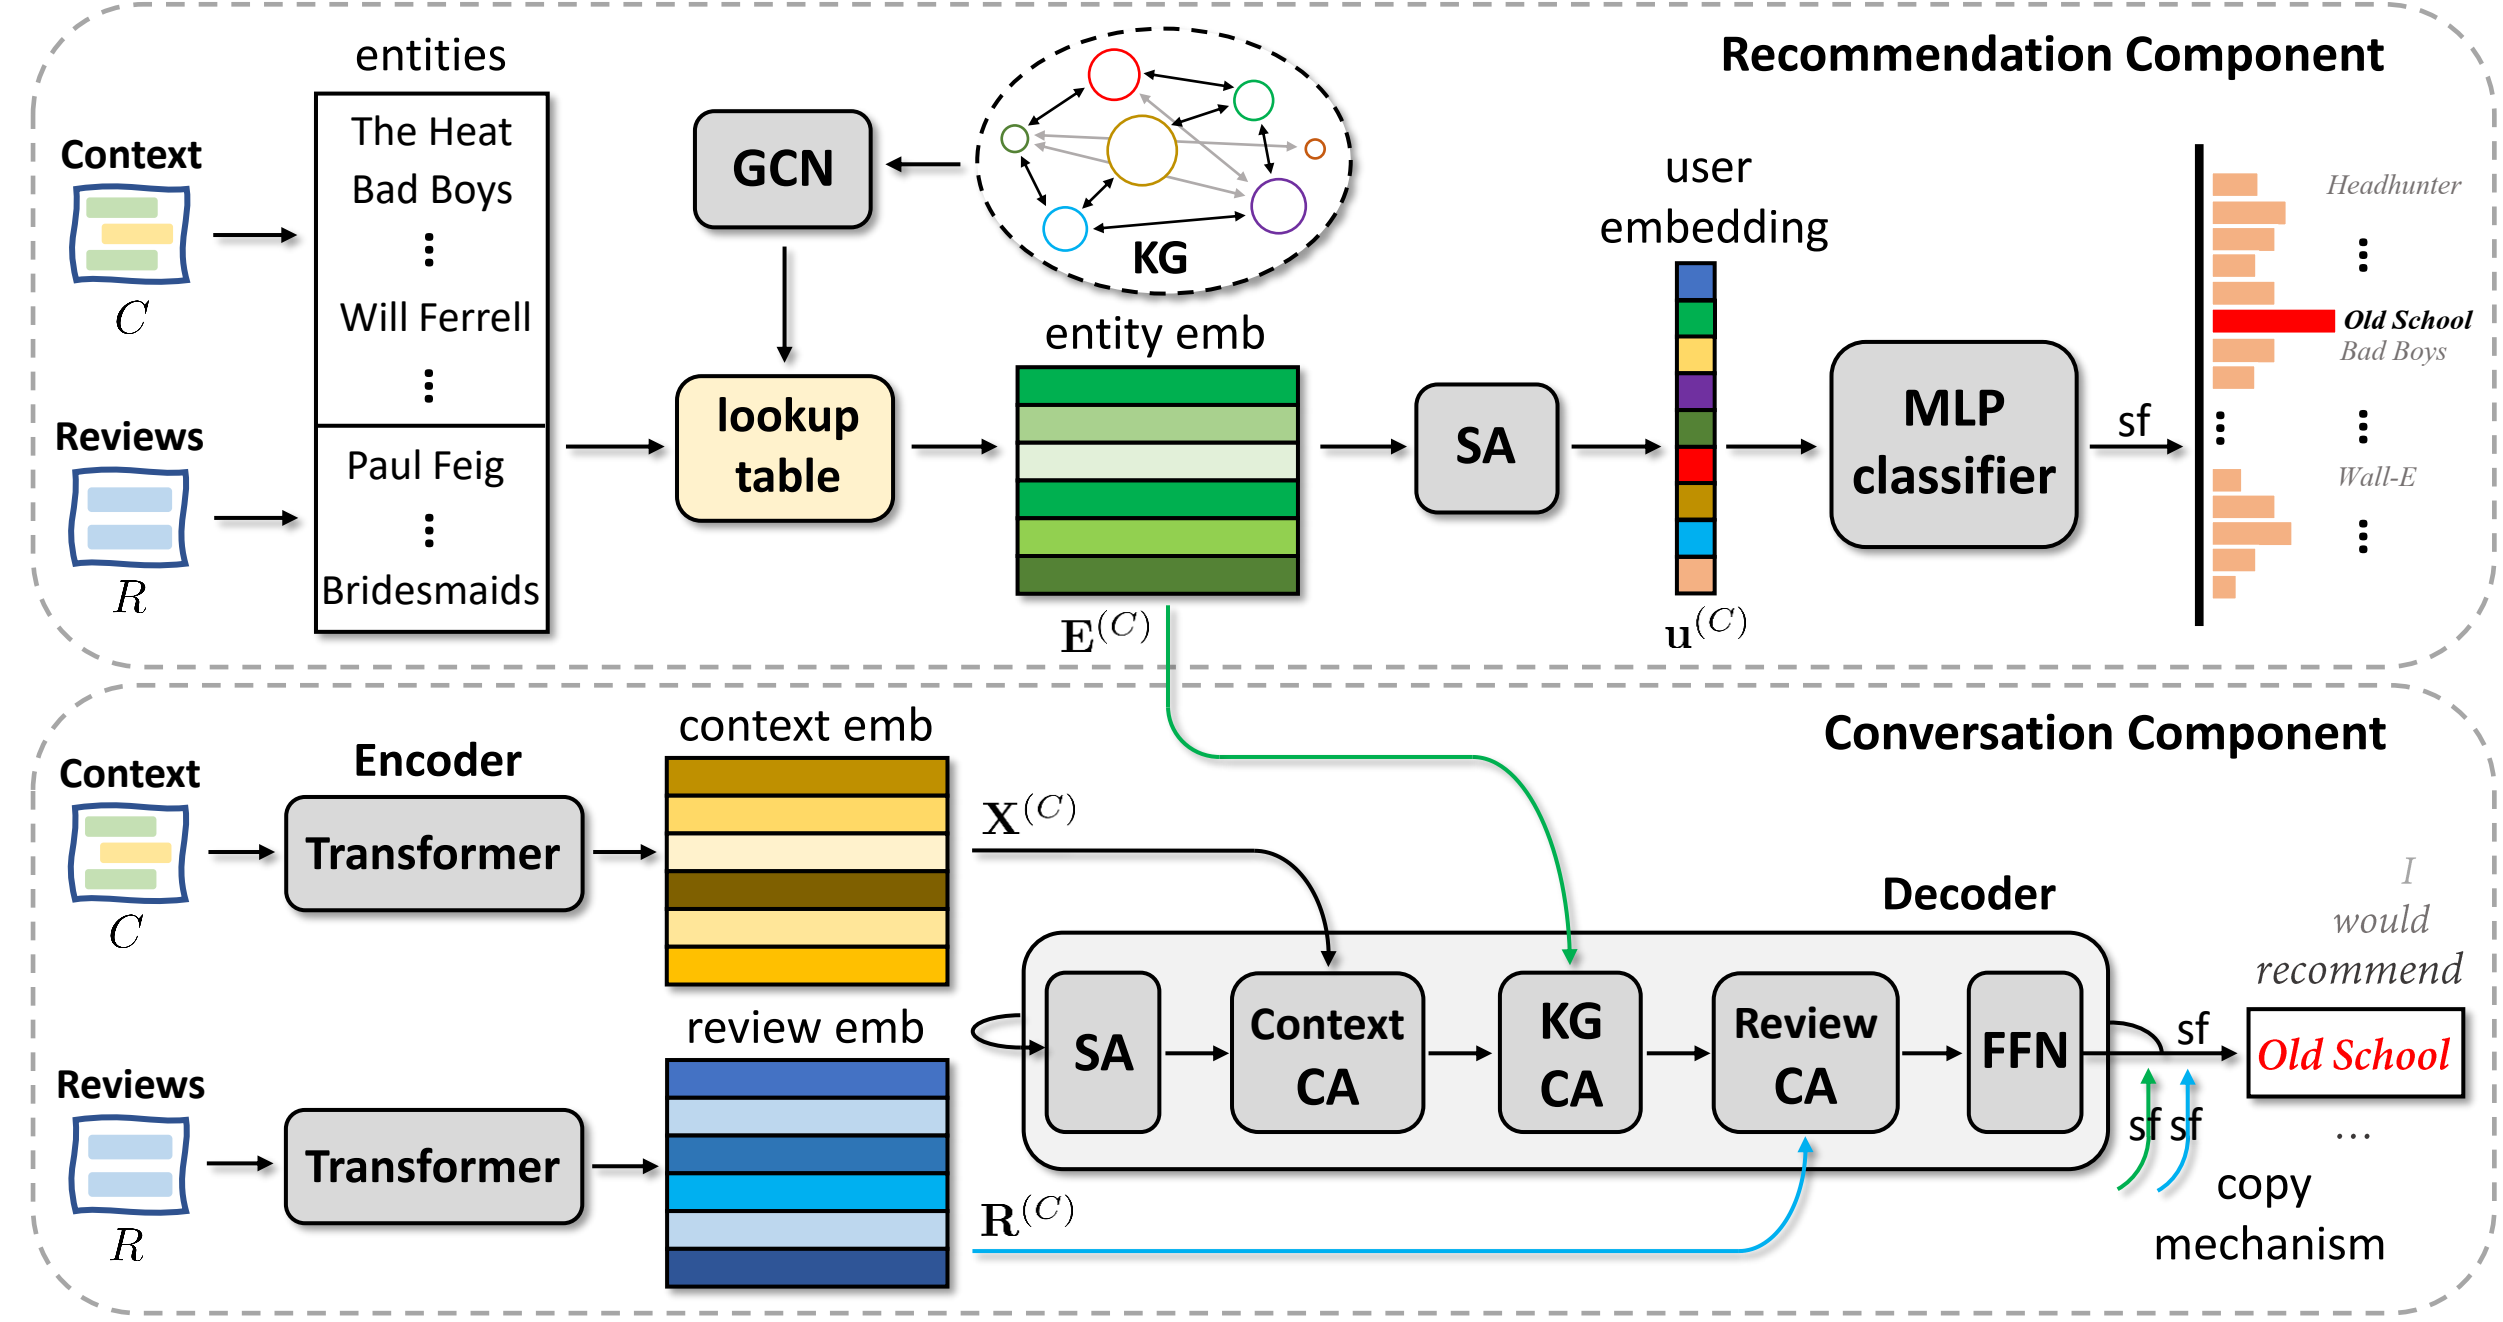 Recommendation Component
entities
Context
C
Reviews
R
The Heat
Bad Boys
⋮
Will Ferrell
⋮
Paul Feig
⋮
Bridesmaids
GCN
KG
lookup
table
entity emb
E^(C)
SA
user
embedding
u^(C)
MLP
classifier
sf
Headhunter
⋮
Old School
Bad Boys
⋮
⋮
Wall-E
⋮
Conversation Component
Context
C
Reviews
R
Encoder
Transformer
Transformer
context emb
X^(C)
review emb
R^(C)
Decoder
SA
Context
CA
KG
CA
Review
CA
FFN
sf
sf
sf
copy
mechanism
I
would
recommend
Old School
...